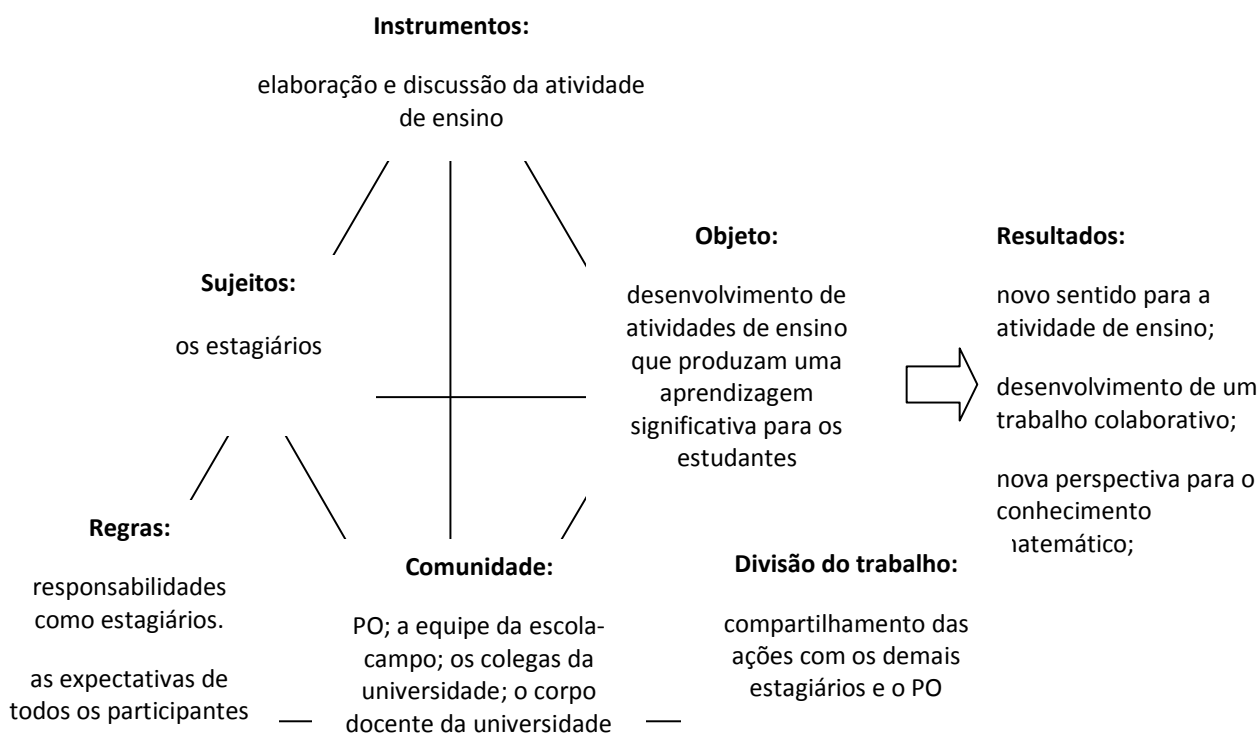 Instrumentos:
elaboração e discussão da atividade
de ensino
Sujeitos:
os estagiários
Objeto:
desenvolvimento de
atividades de ensino
que produzam uma
aprendizagem
significativa para os
estudantes
Resultados:
novo sentido para a
atividade de ensino;
desenvolvimento de um
trabalho colaborativo;
nova perspectiva para o
conhecimento
matemático;
Regras:
responsabilidades
como estagiários.
as expectativas de
todos os participantes
Comunidade:
PO; a equipe da escola-
campo; os colegas da
universidade; o corpo
docente da universidade
Divisão do trabalho:
compartilhamento das
ações com os demais
estagiários e o PO